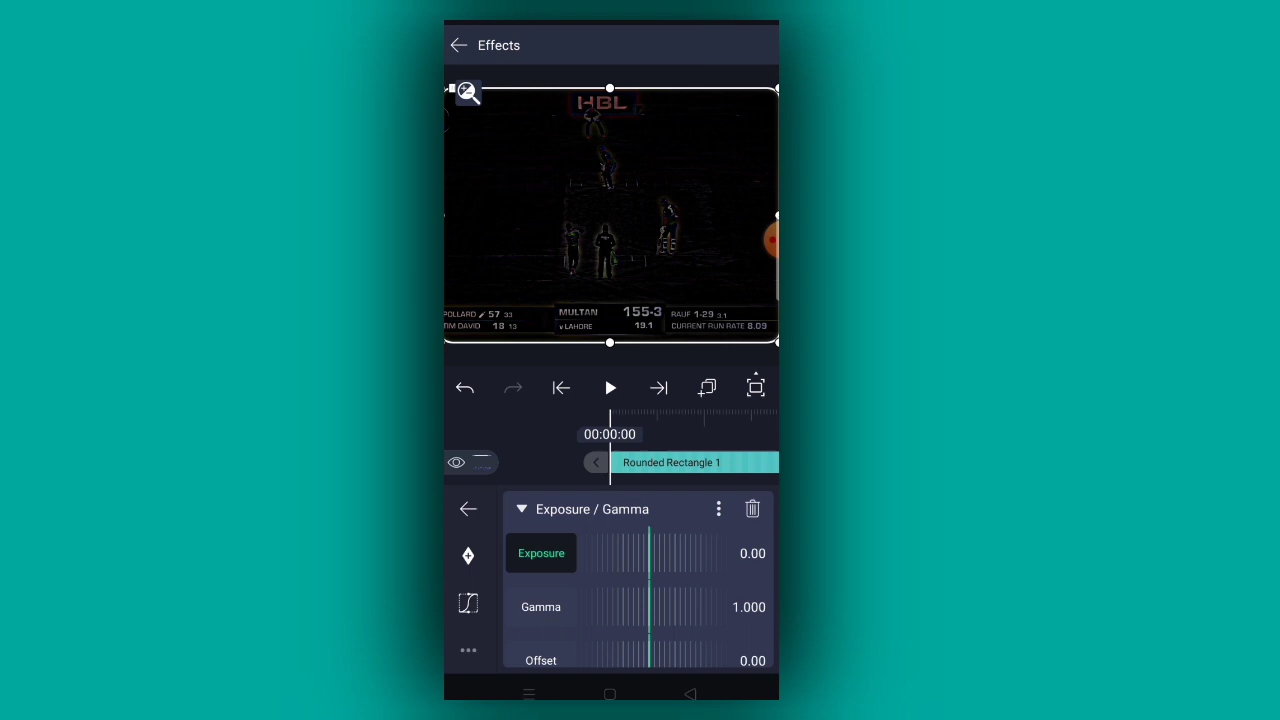 Effects
HBL
POLLARD 57 33
TIM DAVID 18 13
MULTAN 155-3
v LAHORE 19.1
RAUF 1-29 3.1
CURRENT RUN RATE 8.09
00:00:00
Rounded Rectangle 1
Exposure / Gamma
Exposure 0.00
Gamma 1.000
Offset 0.00